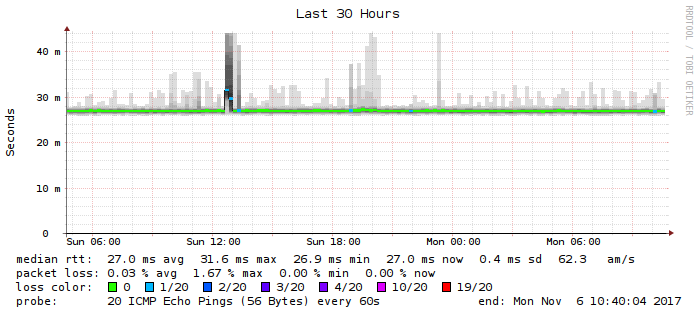 Last 30 Hours
RRDTOOL / TOBI OETIKER
Seconds
40 m
30 m
20 m
10 m
0
Sun 06:00 Sun 12:00 Sun 18:00 Mon 00:00 Mon 06:00
median rtt: 27.0 ms avg 31.6 ms max 26.9 ms min 27.0 ms now 0.4 ms sd 62.3 am/s
packet loss: 0.03 % avg 1.67 % max 0.00 % min 0.00 % now
loss color: 0 1/20 2/20 3/20 4/20 10/20 19/20
probe: 20 ICMP Echo Pings (56 Bytes) every 60s end: Mon Nov 6 10:40:04 2017